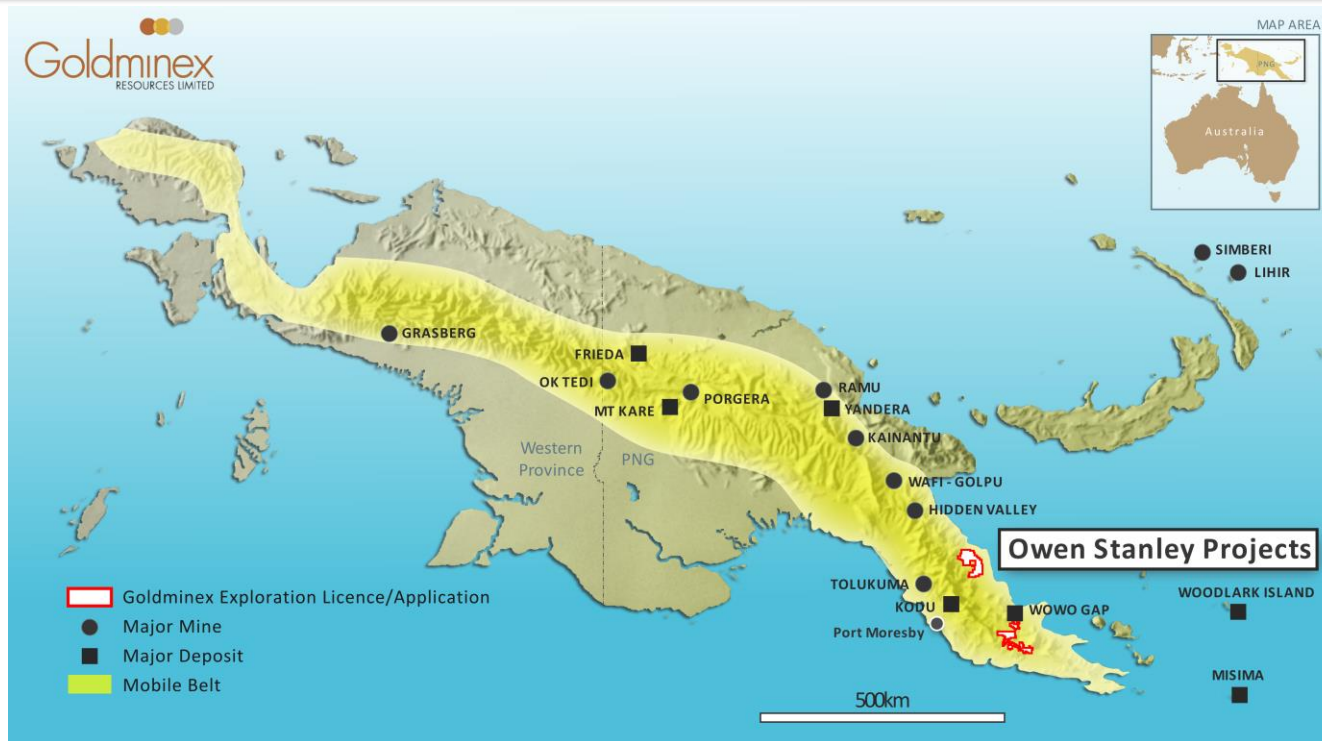 Goldminex
RESOURCES LIMITED
MAP AREA
PNG
Australia
SIMBERI
LIHIR
GRASBERG
FRIEDA
OK TEDI
PORGERA
MT KARE
RAMU
YANDERA
KAINANTU
Western
Province
PNG
WAFI - GOLPU
HIDDEN VALLEY
Owen Stanley Projects
TOLUKUMA
KODU
Port Moresby
WOWO GAP
WOODLARK ISLAND
MISIMA
Goldminex Exploration Licence/Application
Major Mine
Major Deposit
Mobile Belt
500km